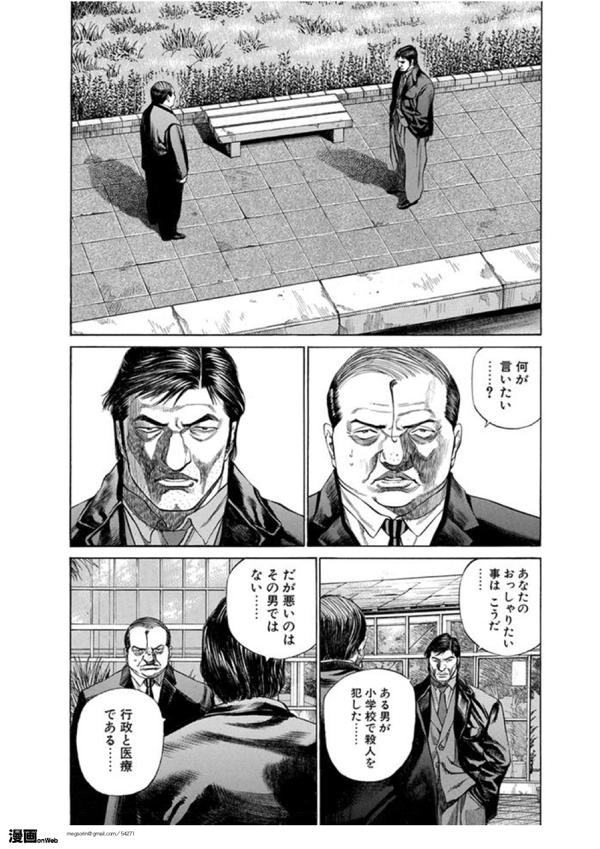 何が
言いたい
……？
あなたの
おっしゃりたい
事は こうだ
ある男が
小学校で殺人を
犯した……
だが悪いのは
その男では
ない……
行政と医療
である……
漫画 on Web
megaorin@gmail.com / 54271